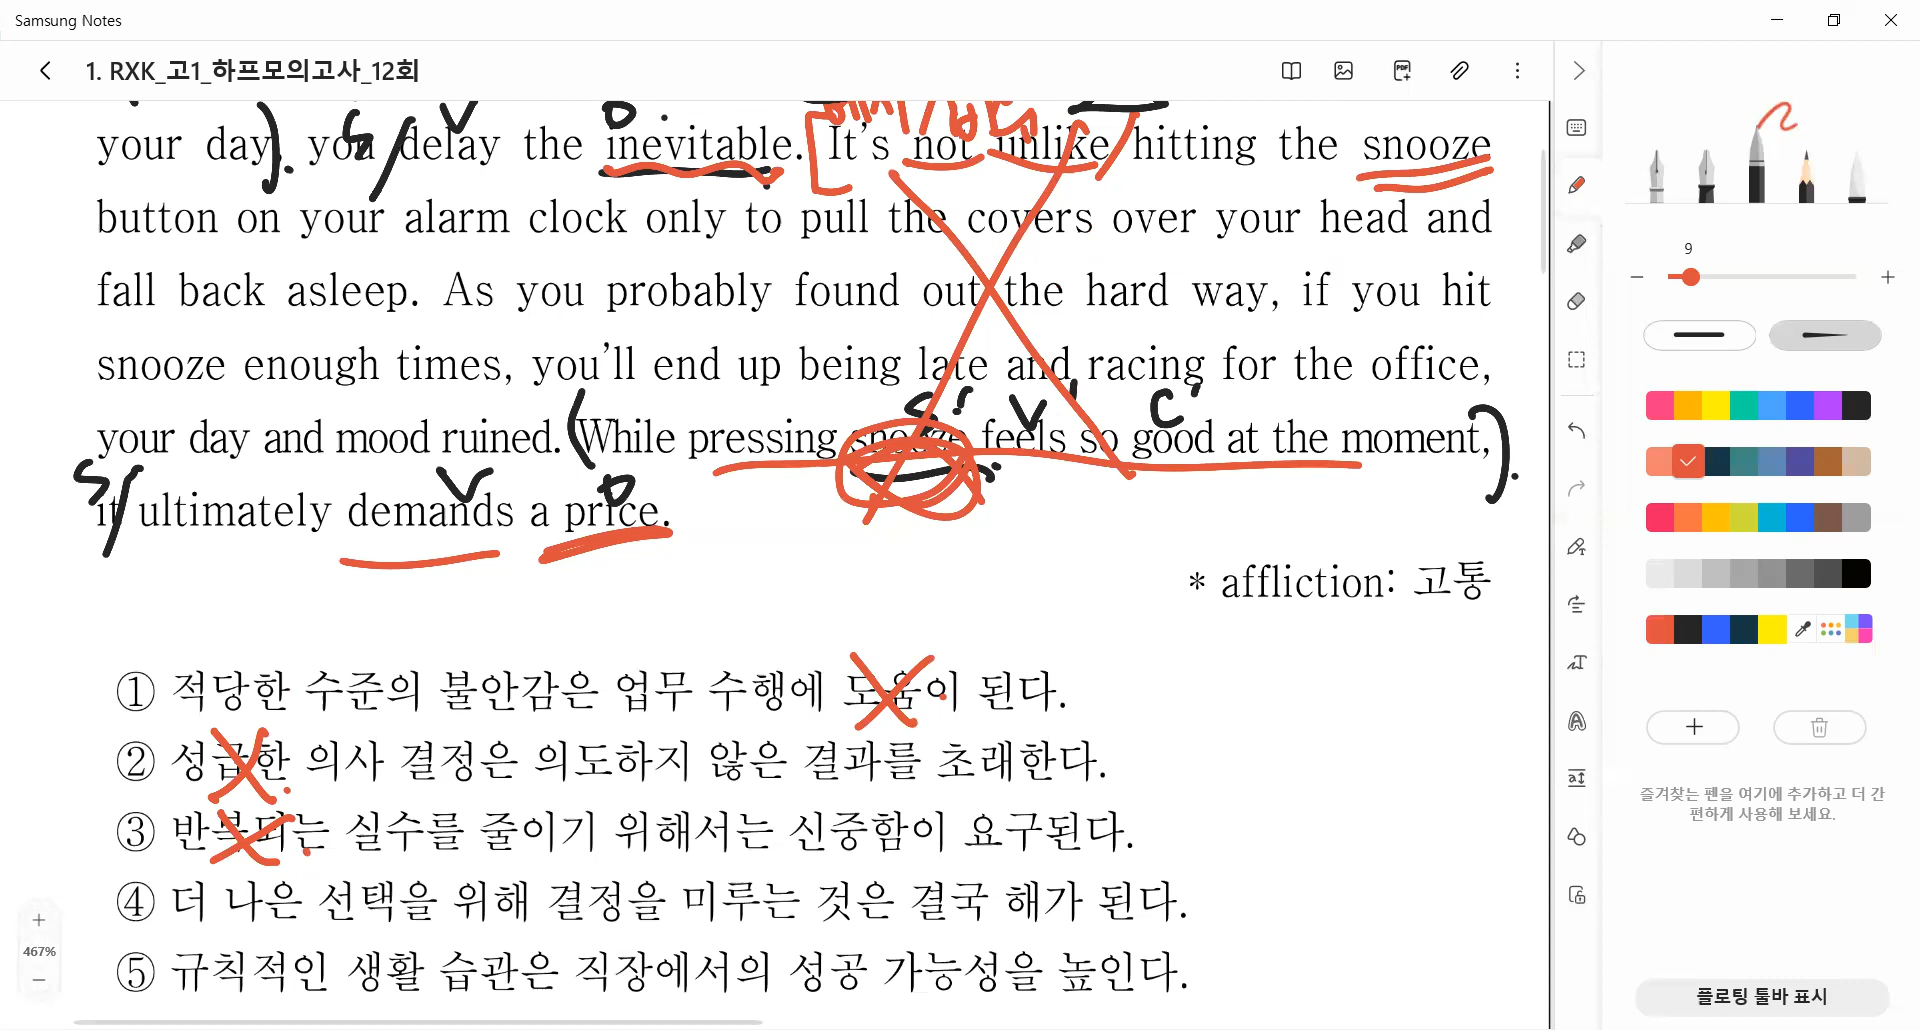 Samsung Notes
1. RXK_고1_하프모의고사_12회
your day, you delay the inevitable. It's not unlike hitting the snooze
button on your alarm clock only to pull the covers over your head and
fall back asleep. As you probably found out the hard way, if you hit
snooze enough times, you'll end up being late and racing for the office,
your day and mood ruined. While pressing snooze feels so good at the moment,
it ultimately demands a price.
* affliction: 고통
① 적당한 수준의 불안감은 업무 수행에 도움이 된다.
② 성급한 의사 결정은 의도하지 않은 결과를 초래한다.
③ 반복되는 실수를 줄이기 위해서는 신중함이 요구된다.
④ 더 나은 선택을 위해 결정을 미루는 것은 결국 해가 된다.
⑤ 규칙적인 생활 습관은 직장에서의 성공 가능성을 높인다.
S V O
S' V' C'
S V O
467%
9
즐겨찾는 펜을 여기에 추가하고 더 간
편하게 사용해 보세요.
플로팅 툴바 표시